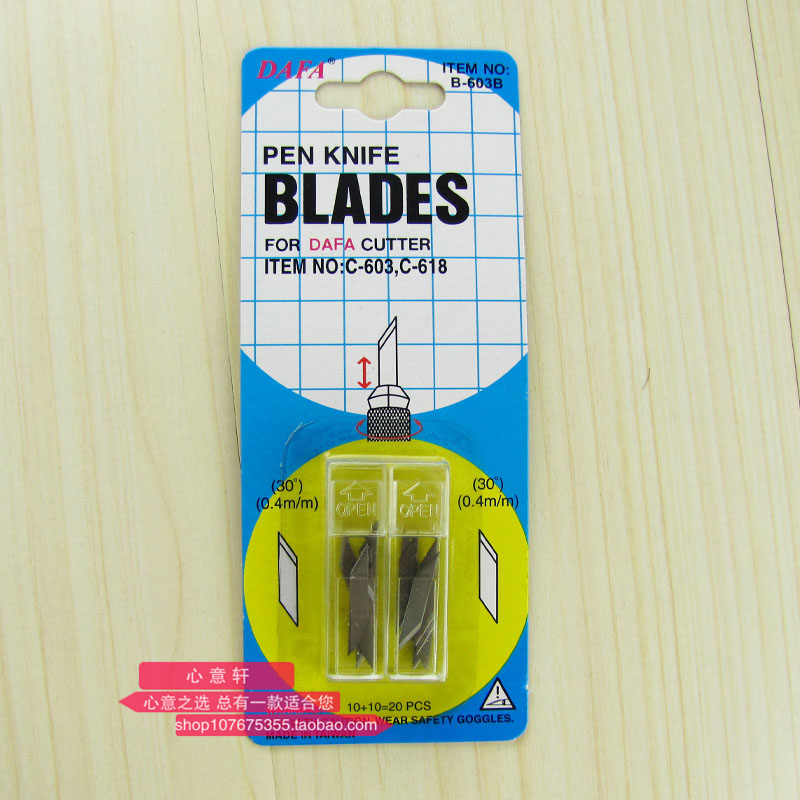 DAFA®
ITEM NO:
B-603B
PEN KNIFE
BLADES
FOR DAFA CUTTER
ITEM NO:C-603,C-618
(30°)
(0.4m/m)
(30°)
(0.4m/m)
OPEN
OPEN
10+10=20 PCS
WEAR SAFETY GOGGLES.
MADE IN TAIWAN
心意轩
心意之选 总有一款适合您
shop107675355.taobao.com